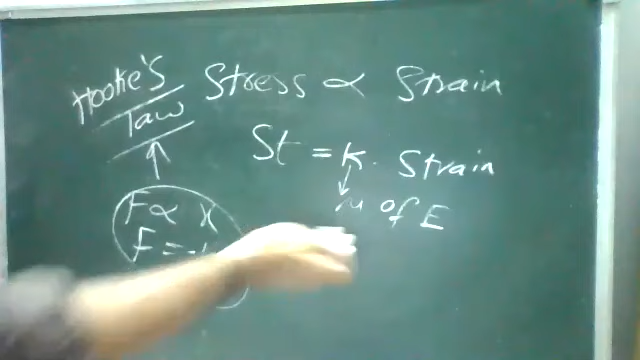 Hooke's Law
Stress ∝ Strain
St = k. Strain
M of E
F ∝ x
F = -